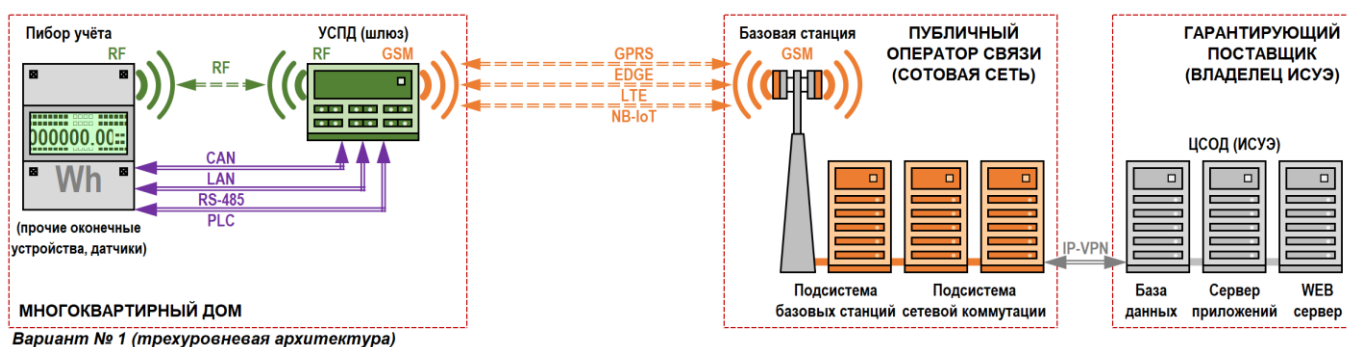 Пибор учёта
RF
Wh
000000.00
(прочие оконечные
устройства, датчики)
RF
CAN
LAN
RS-485
PLC
УСПД (шлюз)
RF
GSM
МНОГОКВАРТИРНЫЙ ДОМ
GPRS
EDGE
LTE
NB-IoT
Базовая станция
GSM
ПУБЛИЧНЫЙ
ОПЕРАТОР СВЯЗИ
(СОТОВАЯ СЕТЬ)
Подсистема
базовых станций
Подсистема
сетевой коммутации
IP-VPN
ГАРАНТИРУЮЩИЙ
ПОСТАВЩИК
(ВЛАДЕЛЕЦ ИСУЭ)
ЦСОД (ИСУЭ)
База
данных
Сервер
приложений
WEB
сервер
Вариант № 1 (трехуровневая архитектура)